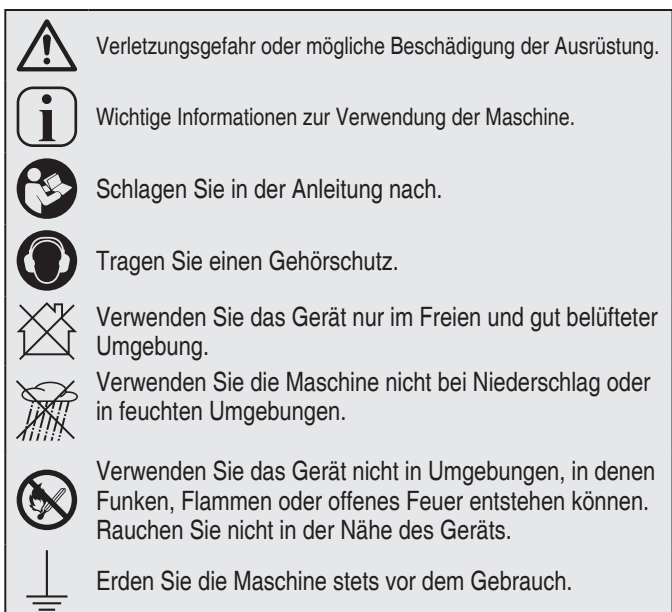 Verletzungsgefahr oder mögliche Beschädigung der Ausrüstung.
Wichtige Informationen zur Verwendung der Maschine.
Schlagen Sie in der Anleitung nach.
Tragen Sie einen Gehörschutz.
Verwenden Sie das Gerät nur im Freien und gut belüfteter
Umgebung.
Verwenden Sie die Maschine nicht bei Niederschlag oder
in feuchten Umgebungen.
Verwenden Sie das Gerät nicht in Umgebungen, in denen
Funken, Flammen oder offenes Feuer entstehen können.
Rauchen Sie nicht in der Nähe des Geräts.
Erden Sie die Maschine stets vor dem Gebrauch.